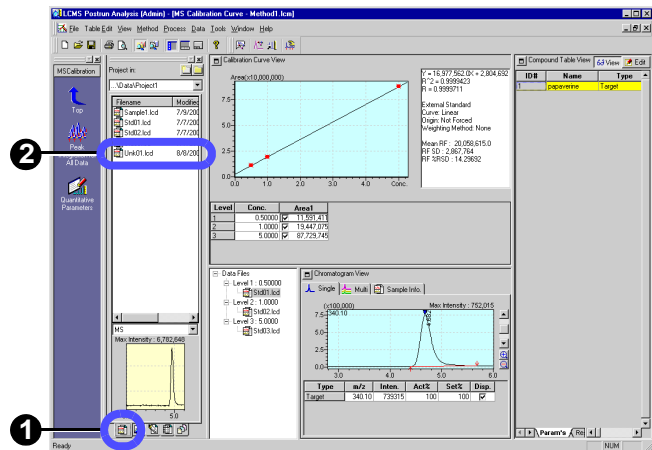 LCMS Postrun Analysis (Admin) - [MS Calibration Curve - Method1.lcm]
File Table Edit View Method Process Data Tools Window Help
MSCalibration
Top
Peak
All Data
Quantitative
Parameters
Project in:
...\Data\Project1
Filename Modified
Sample1.lcd 7/9/200
Std01.lcd 7/7/200
Std02.lcd 7/7/200
Unk01.lcd 8/8/200
2
MS
Max Intensity : 6,782,648
5.0
1
Ready
Calibration Curve View
Area(x10,000,000)
7.5
5.0
2.5
0.0
0.0 1.0 2.0 3.0 4.0 Conc.
Y = 16,977,562.0X + 2,804,692
R^2 = 0.9999423
R = 0.9999711
External Standard
Curve: Linear
Origin: Not Forced
Weighting Method: None
Mean RF : 20,058,615.0
RF SD : 2,867,764
RF %RSD : 14.29692
Level Conc. Area1
1 0.50000 11,591,411
2 1.0000 19,447,075
3 5.0000 87,729,745
Data Files
Level 1 : 0.50000
Std01.lcd
Level 2 : 1.0000
Std02.lcd
Level 3 : 5.0000
Std03.lcd
Chromatogram View
Single Multi Sample Info.
(x100,000) Max Intensity : 752,015
7.5 340.10
5.0
2.5
0.0
3.0 4.0 5.0 6.0
Type m/z Inten. Act% Set% Disp.
Target 340.10 739315 100 100
Compound Table View View Edit
ID# Name Type
1 papaverine Target
Param's Re
NUM